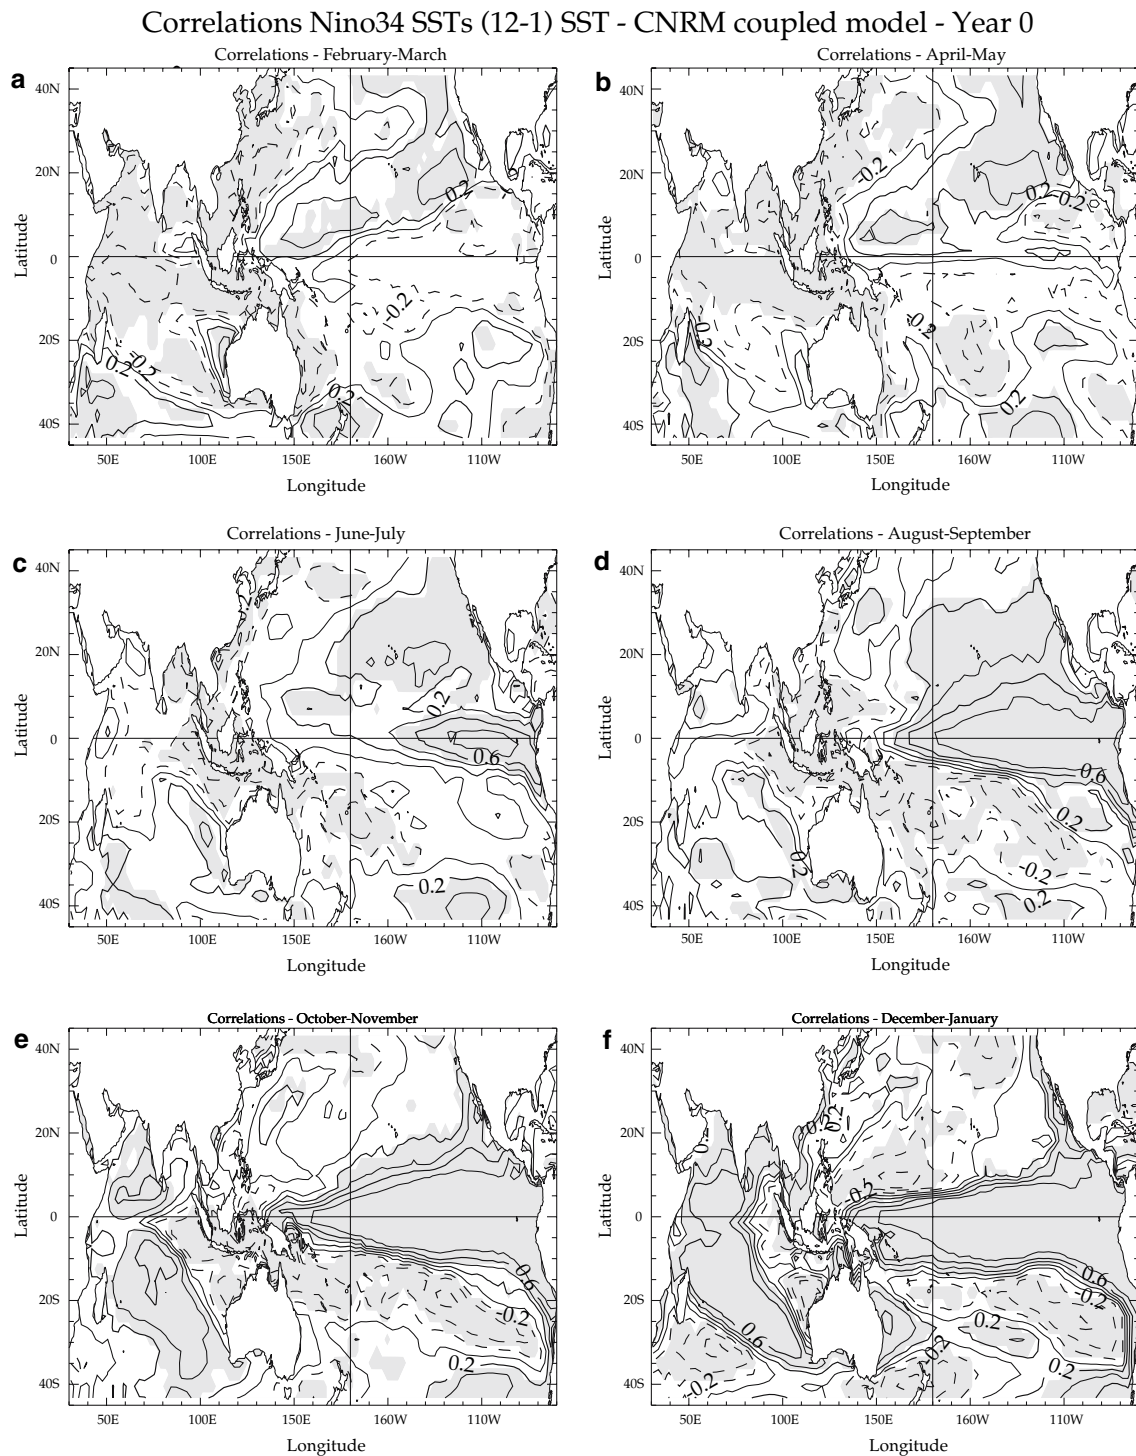 Correlations Nino34 SSTs (12-1) SST - CNRM coupled model - Year 0
a
Correlations - February-March
40N
20N
0
20S
40S
Latitude
50E 100E 150E 160W 110W
Longitude
0.2
-0.2
0.2
-0.2
0.3
b
Correlations - April-May
40N
20N
0
20S
40S
Latitude
50E 100E 150E 160W 110W
Longitude
-0.2
0.2
-0.2
-0.2
0.2
c
Correlations - June-July
40N
20N
0
20S
40S
Latitude
50E 100E 150E 160W 110W
Longitude
0.2
0.6
0.2
d
Correlations - August-September
40N
20N
0
20S
40S
Latitude
50E 100E 150E 160W 110W
Longitude
0.6
0.2
0.2
-0.2
0.2
e
Correlations - October-November
40N
20N
0
20S
40S
Latitude
50E 100E 150E 160W 110W
Longitude
0.6
-0.2
0.2
f
Correlations - December-January
40N
20N
0
20S
40S
Latitude
50E 100E 150E 160W 110W
Longitude
0.2
-0.2
0.6
-0.2
0.6
0.2
-0.2
0.2
-0.2